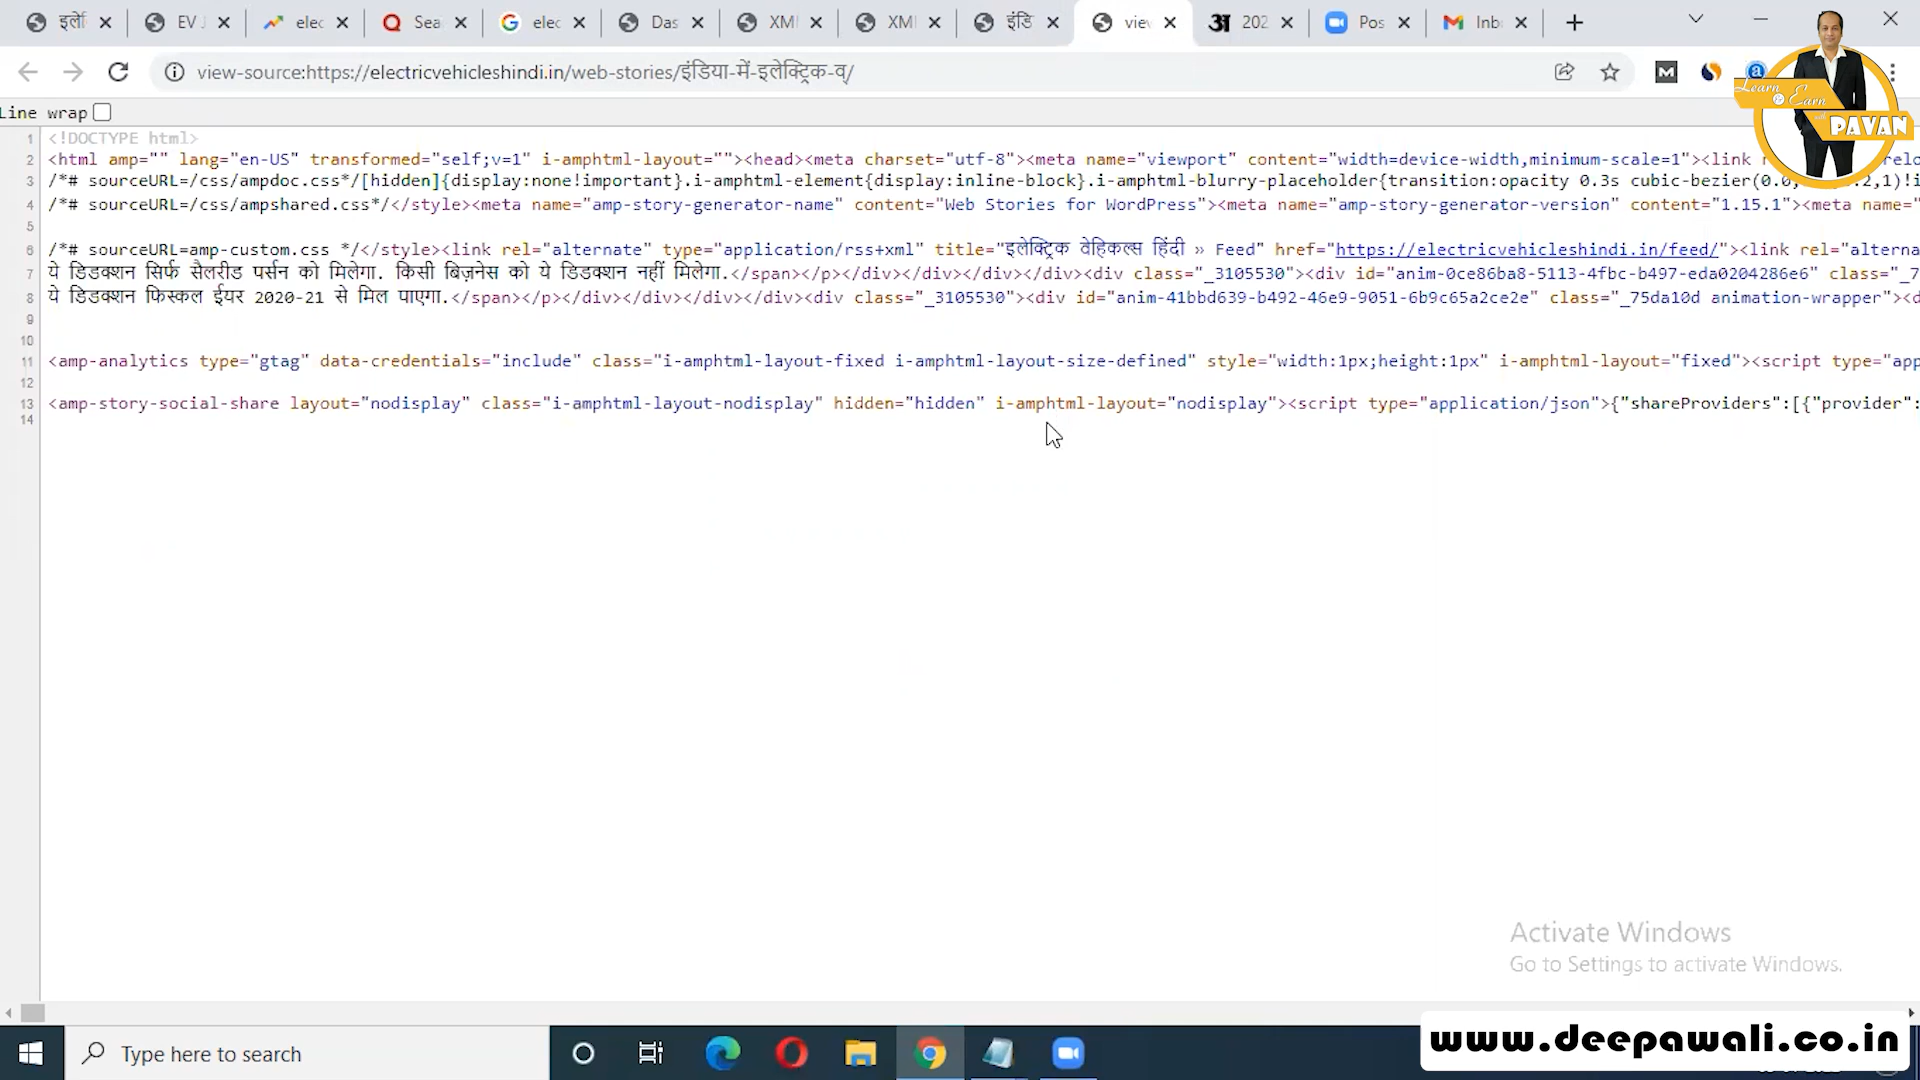 इलेf
EV J
elec
Sea
elec
Das
XM
XM
इंडि
viev
अ 202
Pos
Inb
view-source:https://electricvehicleshindi.in/web-stories/इंडिया-में-इलेक्ट्रिक-व्/
Learn
&
Earn
with
PAVAN
Line wrap
1 <!DOCTYPE html>
2 <html amp="" lang="en-US" transformed="self;v=1" i-amphtml-layout=""><head><meta charset="utf-8"><meta name="viewport" content="width=device-width,minimum-scale=1"><link
3 /*# sourceURL=/css/ampdoc.css*/[hidden]{display:none!important}.i-amphtml-element{display:inline-block}.i-amphtml-blurry-placeholder{transition:opacity 0.3s cubic-bezier(0.0,
4 /*# sourceURL=/css/ampshared.css*/</style><meta name="amp-story-generator-name" content="Web Stories for WordPress"><meta name="amp-story-generator-version" content="1.15.1"><meta name="
5
6 /*# sourceURL=amp-custom.css */</style><link rel="alternate" type="application/rss+xml" title="इलेक्ट्रिक वेहिकल्स हिंदी » Feed" href="https://electricvehicleshindi.in/feed/"><link rel="alterna
7 ये डिडक्शन सिर्फ सैलरीड पर्सन को मिलेगा. किसी बिज़नेस को ये डिडक्शन नहीं मिलेगा.</span></p></div></div></div></div><div class="_3105530"><div id="anim-0ce86ba8-5113-4fbc-b497-eda0204286e6" class="_7
8 ये डिडक्शन फिस्कल ईयर 2020-21 से मिल पाएगा.</span></p></div></div></div></div><div class="_3105530"><div id="anim-41bbd639-b492-46e9-9051-6b9c65a2ce2e" class="_75da10d animation-wrapper"><d
9
10
11 <amp-analytics type="gtag" data-credentials="include" class="i-amphtml-layout-fixed i-amphtml-layout-size-defined" style="width:1px;height:1px" i-amphtml-layout="fixed"><script type="app
12
13 <amp-story-social-share layout="nodisplay" class="i-amphtml-layout-nodisplay" hidden="hidden" i-amphtml-layout="nodisplay"><script type="application/json">{"shareProviders":[{"provider":
14
Activate Windows
Go to Settings to activate Windows.
Type here to search
www.deepawali.co.in